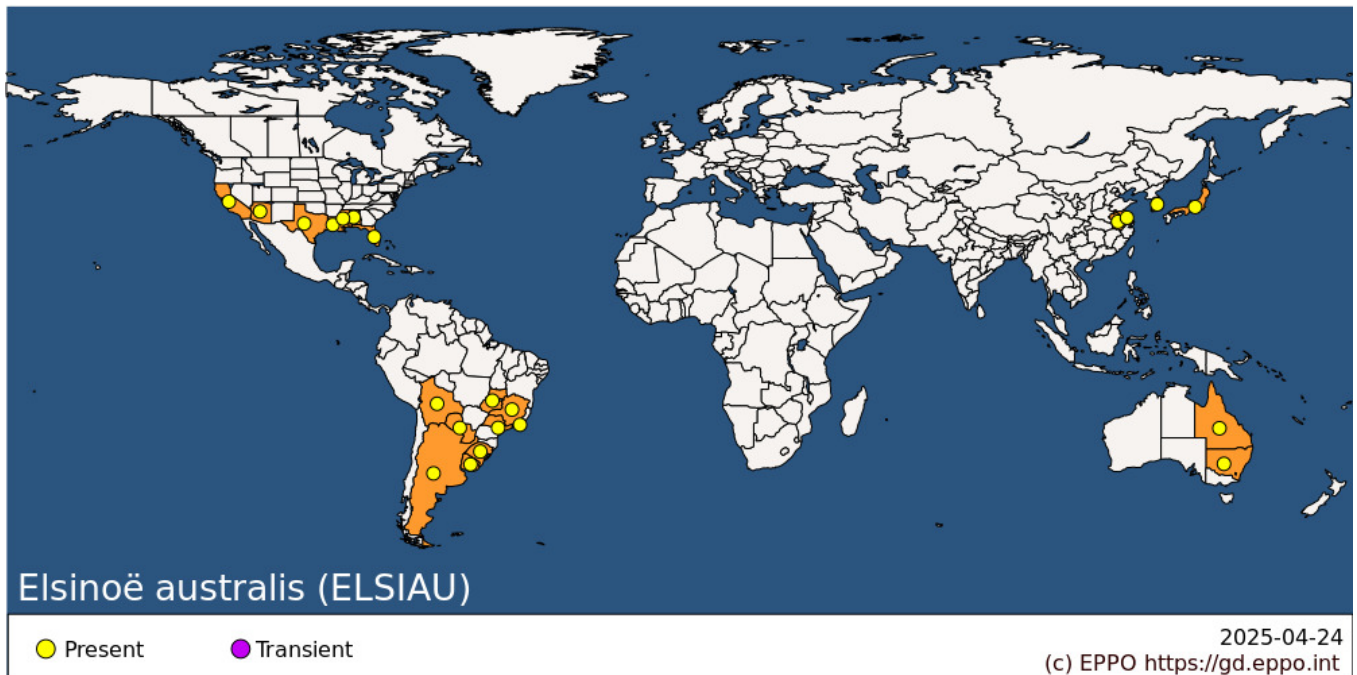 Elsinoë australis (ELSIAU)
Present
Transient
2025-04-24
(c) EPPO https://gd.eppo.int